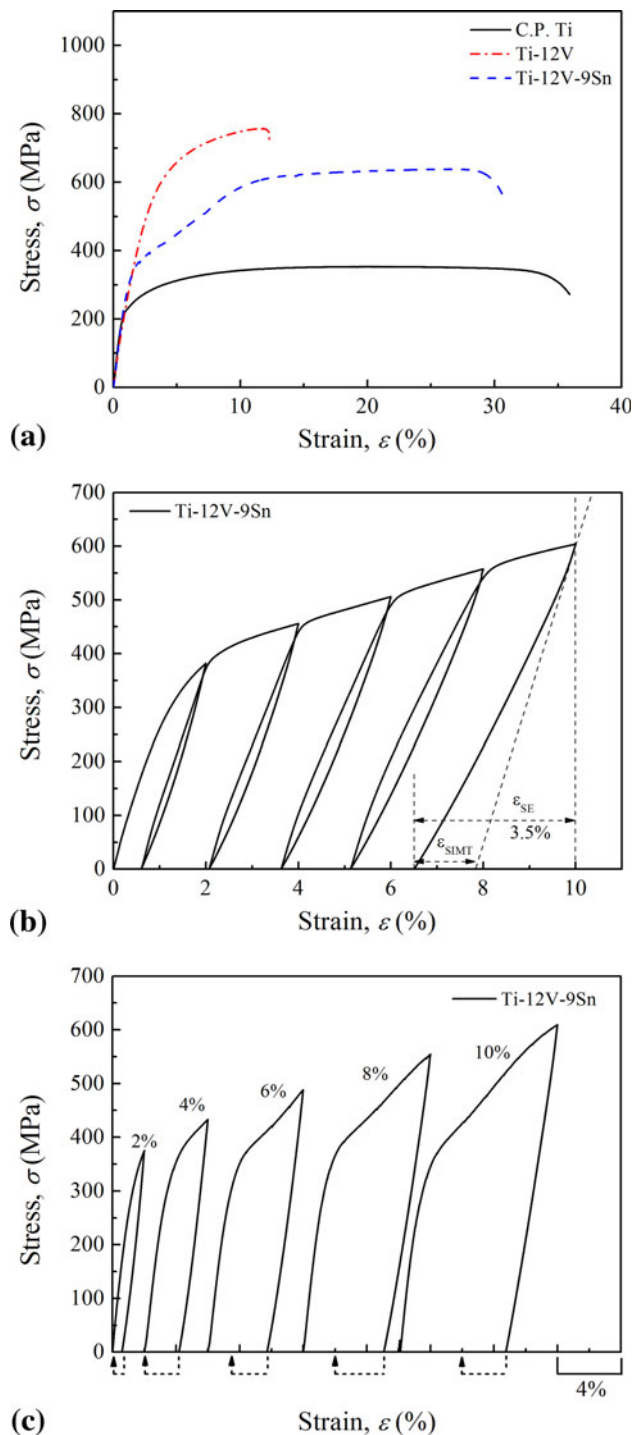 1000
800
600
400
200
0
Stress, σ (MPa)
C.P. Ti
Ti-12V
Ti-12V-9Sn
0 10 20 30 40
Strain, ε (%)
(a)
700
600
500
400
300
200
100
0
Stress, σ (MPa)
Ti-12V-9Sn
εSE
3.5%
εSIMT
0 2 4 6 8 10
Strain, ε (%)
(b)
700
600
500
400
300
200
100
0
Stress, σ (MPa)
Ti-12V-9Sn
2%
4%
6%
8%
10%
4%
Strain, ε (%)
(c)